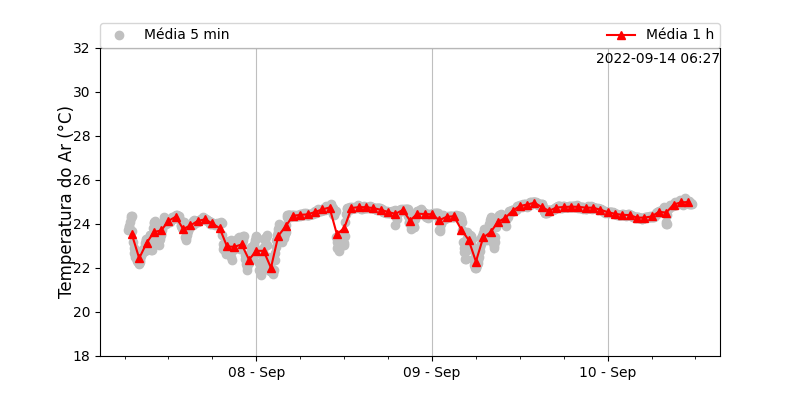 Média 5 min
Média 1 h
2022-09-14 06:27
Temperatura do Ar (°C)
32
30
28
26
24
22
20
18
08 - Sep
09 - Sep
10 - Sep